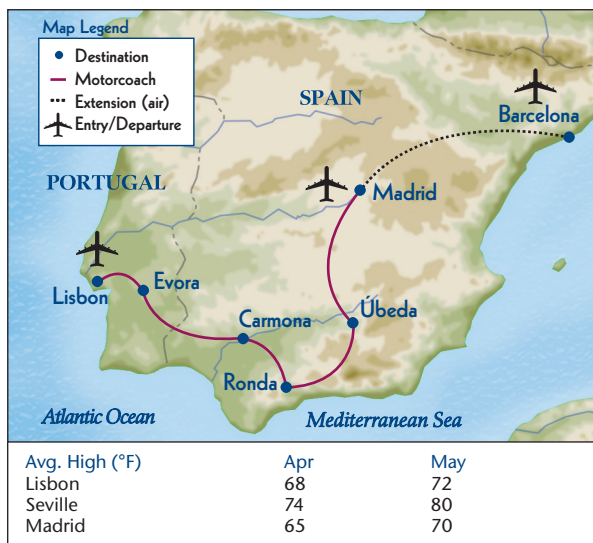 Map Legend
Destination
Motorcoach
Extension (air)
Entry/Departure
SPAIN
Barcelona
PORTUGAL
Madrid
Lisbon
Evora
Carmona
Úbeda
Ronda
Atlantic Ocean
Mediterranean Sea
Avg. High (°F) Apr May
Lisbon 68 72
Seville 74 80
Madrid 65 70